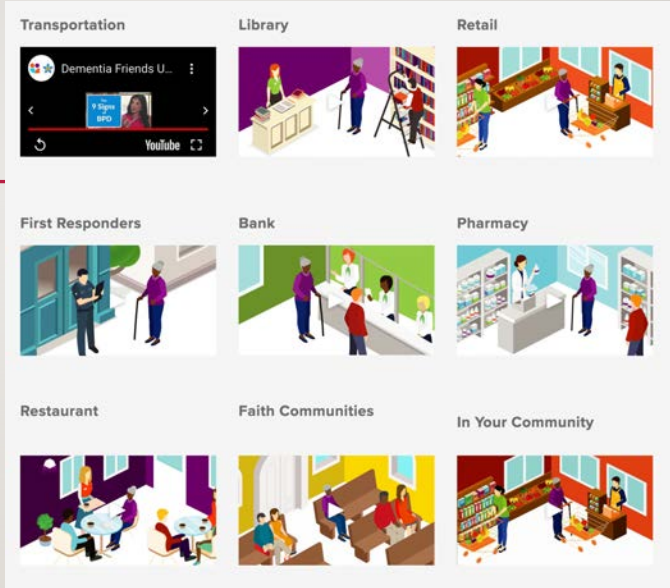 Transportation
Library
Retail
Dementia Friends U...
9 Signs
BPD
YouTube
First Responders
Bank
Pharmacy
Restaurant
Faith Communities
In Your Community